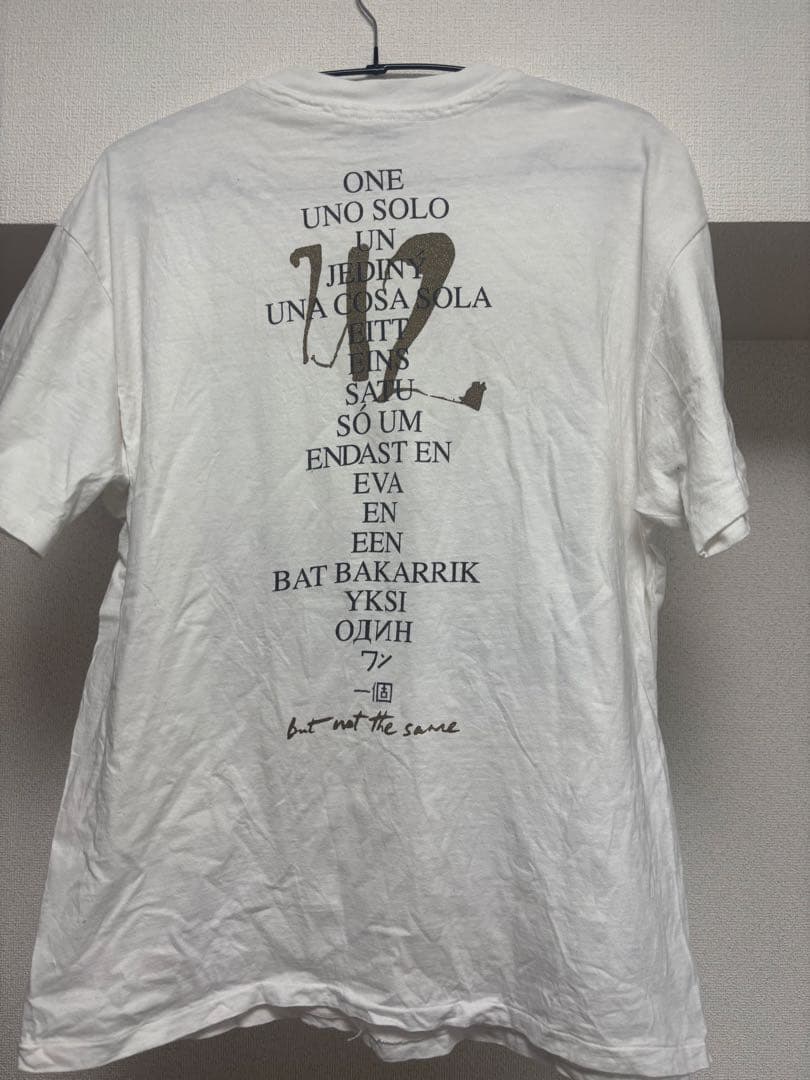 ONE
UNO SOLO
UN
JEDINÝ
UNA COSA SOLA
EITT
EINS
SATU
SÓ UM
ENDAST EN
EVA
EN
EEN
BAT BAKARRIK
YKSI
ОДИН
ワン
一個
but not the same
U2